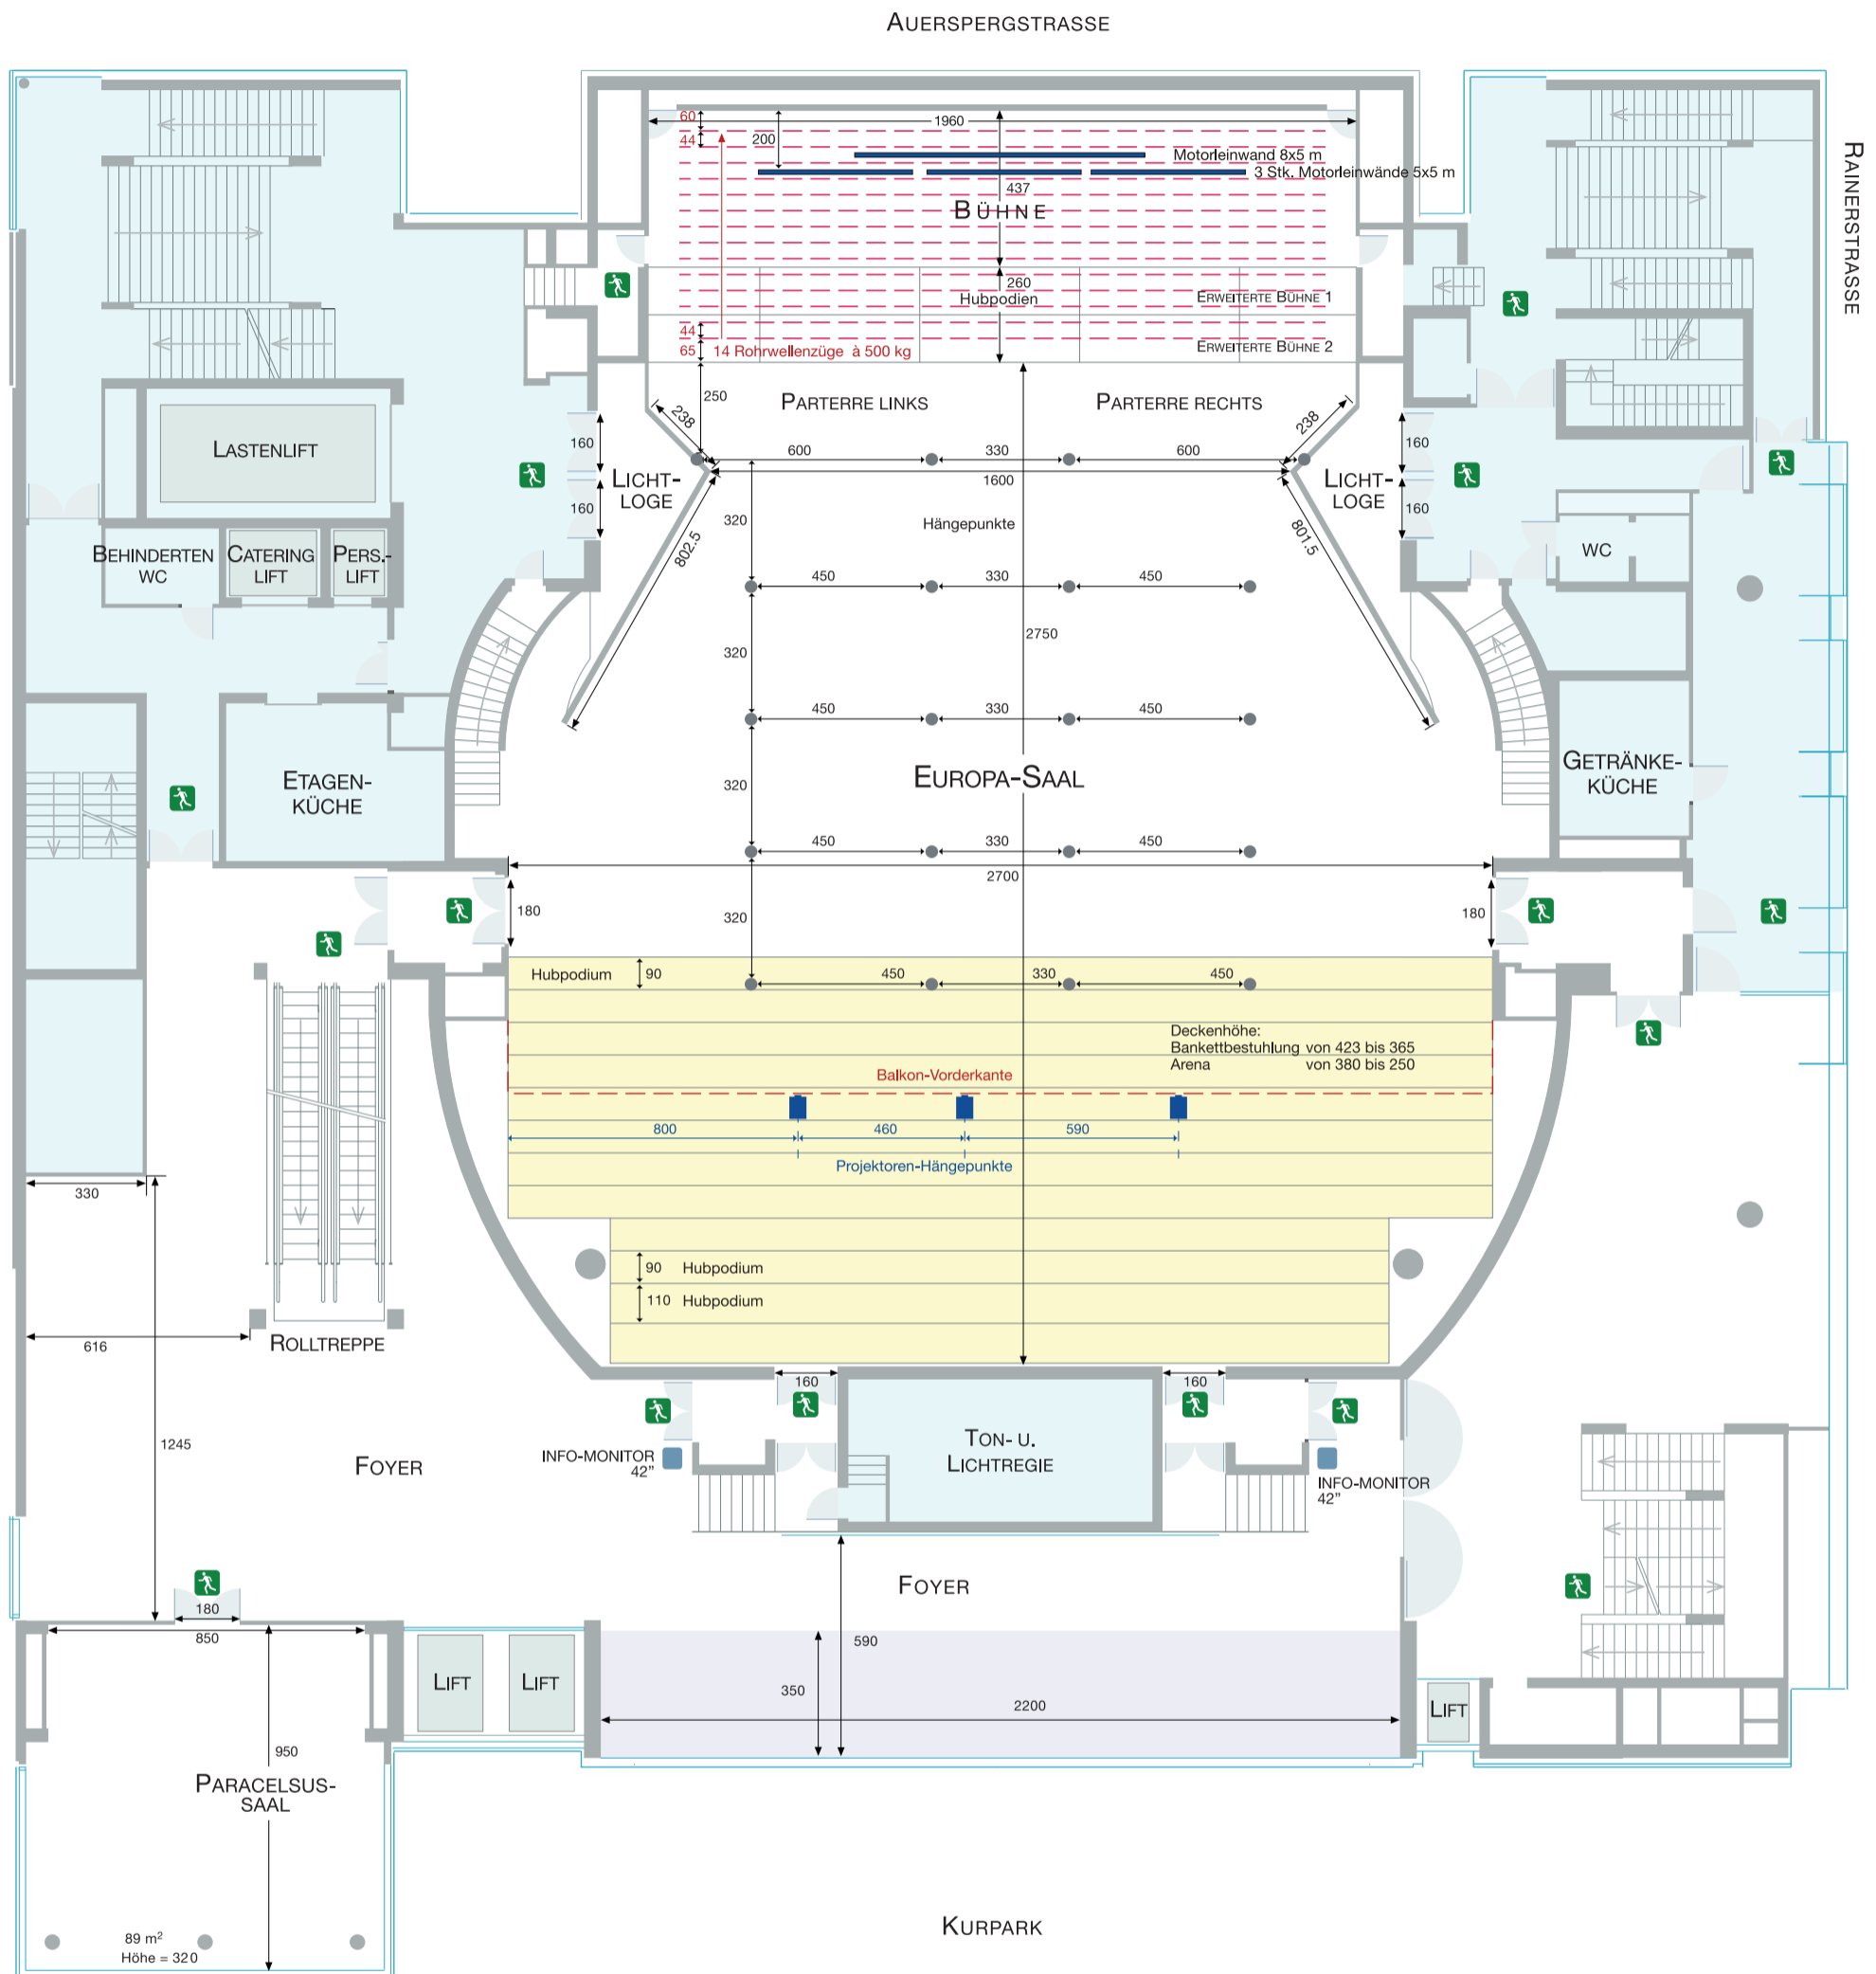 AUERSPERGSTRASSE
RAINERSTRASSE
60
1960
44
200
Motorleinwand 8x5 m
3 Stk. Motorleinwände 5x5 m
437
BÜHNE
260
Hubpodien
ERWEITERTE BÜHNE 1
44
65
14 Rohrwellenzüge à 500 kg
ERWEITERTE BÜHNE 2
250
PARTERRE LINKS
PARTERRE RECHTS
238
238
LASTENLIFT
160
160
600
330
600
1600
LICHT-
LOGE
LICHT-
LOGE
160
160
320
Hängepunkte
802.5
801.5
BEHINDERTEN
WC
CATERING
LIFT
PERS.-
LIFT
WC
450
330
450
320
2750
450
330
450
ETAGEN-
KÜCHE
320
EUROPA-SAAL
GETRÄNKE-
KÜCHE
450
330
450
2700
180
320
180
Hubpodium
90
450
330
450
Deckenhöhe:
Bankettbestuhlung von 423 bis 365
Arena von 380 bis 250
Balkon-Vorderkante
800
460
590
Projektoren-Hängepunkte
330
90 Hubpodium
110 Hubpodium
616
ROLLTREPPE
160
160
1245
FOYER
INFO-MONITOR
42”
TON- U.
LICHTREGIE
INFO-MONITOR
42”
FOYER
180
850
590
LIFT
LIFT
350
2200
LIFT
950
PARACELSUS-
SAAL
89 m²
Höhe = 320
KURPARK